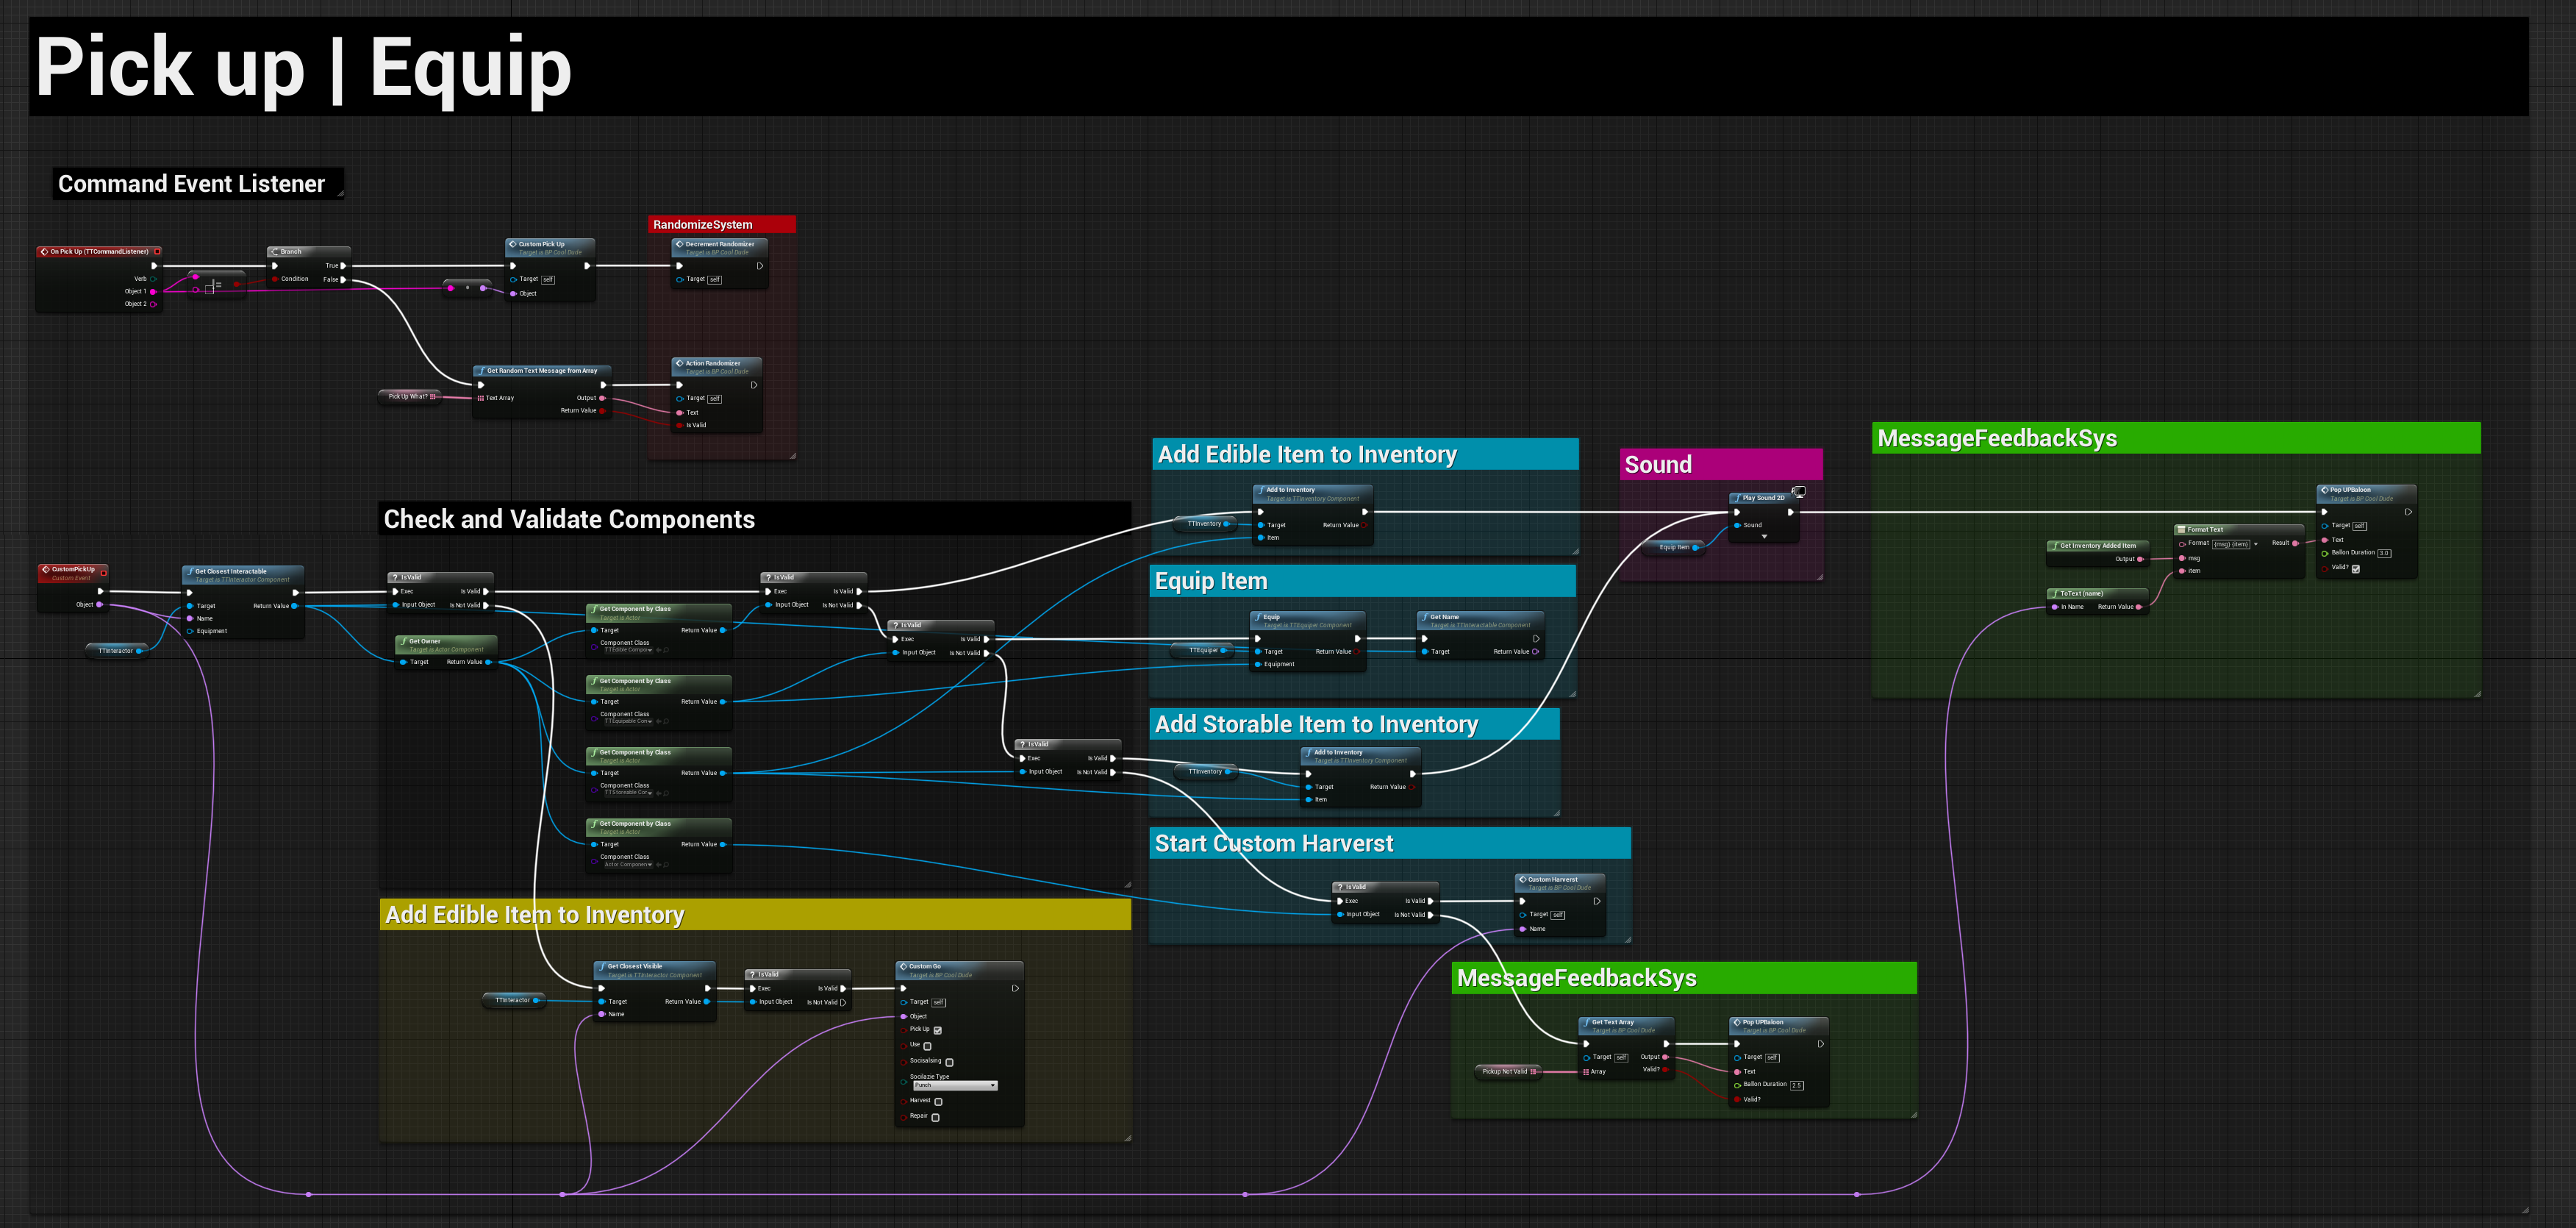 Pick up | Equip
Command Event Listener
RandomizeSystem
On Pick Up (TTCommandListener)
Verb
Object 1
Object 2
!=
Branch
True
Condition False
Custom Pick Up
Target is BP Cool Dude
Target self
Object
Decrement Randomizer
Target is BP Cool Dude
Target self
Pick Up What?
Get Random Text Message from Array
Text Array Output
Return Value
Action Randomizer
Target is BP Cool Dude
Target self
Text
Is Valid
Check and Validate Components
CustomPickUp
Custom Event
Object
TTInteractor
Get Closest Interactable
Target is TTInteractor Component
Target Return Value
Name
Equipment
? IsValid
Exec Is Valid
Input Object Is Not Valid
Get Owner
Target is Actor Component
Target Return Value
Get Component by Class
Target Return Value
Component Class
TTEdible Compo
Get Component by Class
Target is Actor
Target Return Value
Component Class
TTEquipable Com
Get Component by Class
Target is Actor
Target Return Value
Component Class
TTStoreable Cor
Get Component by Class
Target is Actor
Target Return Value
Component Class
Actor Componen
? IsValid
Exec Is Valid
Input Object Is Not Valid
? IsValid
Exec Is Valid
Input Object Is Not Valid
? IsValid
Exec Is Valid
Input Object Is Not Valid
Add Edible Item to Inventory
TTInventory
Add to Inventory
Target is TTInventory Component
Target Return Value
Item
Equip Item
TTEquiper
Equip
Target is TTEquiper Component
Target Return Value
Equipment
Get Name
Target is TTInteractable Component
Target Return Value
Add Storable Item to Inventory
TTInventory
Add to Inventory
Target is TTInventory Component
Target Return Value
Item
Start Custom Harverst
? IsValid
Exec Is Valid
Input Object Is Not Valid
Custom Harverst
Target is BP Cool Dude
Target self
Name
Sound
Equip Item
Play Sound 2D
Sound
MessageFeedbackSys
Get Inventory Added Item
Output
ToText (name)
In Name Return Value
Format Text
Format {msg} {item} Result
msg
item
Pop UPBaloon
Target is BP Cool Dude
Target self
Text
Ballon Duration 3.0
Valid?
Add Edible Item to Inventory
TTInteractor
Get Closest Visible
Target is TTInteractor Component
Target Return Value
Name
? IsValid
Exec Is Valid
Input Object Is Not Valid
Custom Go
Target is BP Cool Dude
Target self
Object
Pick Up
Use
Socisalsing
Socilazie Type
Punch
Harvest
Repair
MessageFeedbackSys
Pickup Not Valid
Get Text Array
Target is BP Cool Dude
Target self Output
Array Valid?
Pop UPBaloon
Target is BP Cool Dude
Target self
Text
Ballon Duration 2.5
Valid?